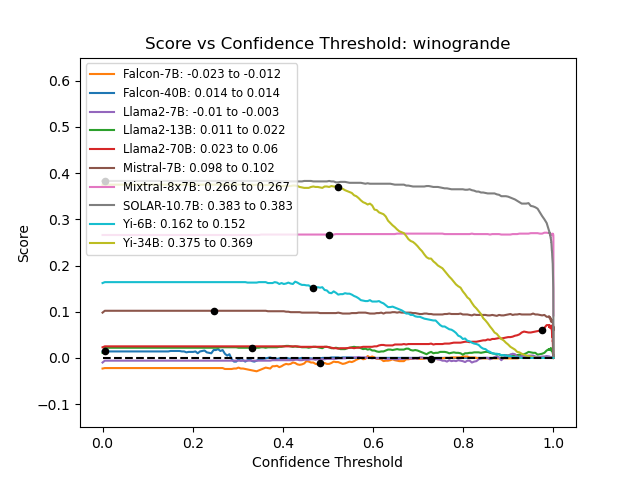 Score vs Confidence Threshold: winogrande
Falcon-7B: -0.023 to -0.012
Falcon-40B: 0.014 to 0.014
Llama2-7B: -0.01 to -0.003
Llama2-13B: 0.011 to 0.022
Llama2-70B: 0.023 to 0.06
Mistral-7B: 0.098 to 0.102
Mixtral-8x7B: 0.266 to 0.267
SOLAR-10.7B: 0.383 to 0.383
Yi-6B: 0.162 to 0.152
Yi-34B: 0.375 to 0.369
Score
0.6
0.5
0.4
0.3
0.2
0.1
0.0
−0.1
0.0 0.2 0.4 0.6 0.8 1.0
Confidence Threshold